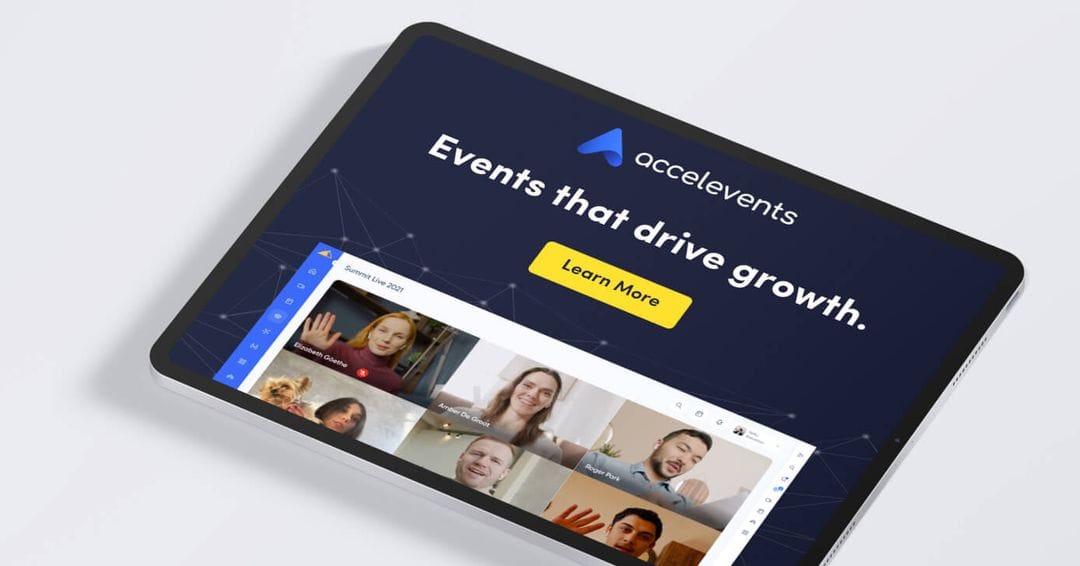 accelevents
Events that drive growth.
Learn More
Summit Live 2021
Elizabeth Goethe
Amber De Groot
Roger Park